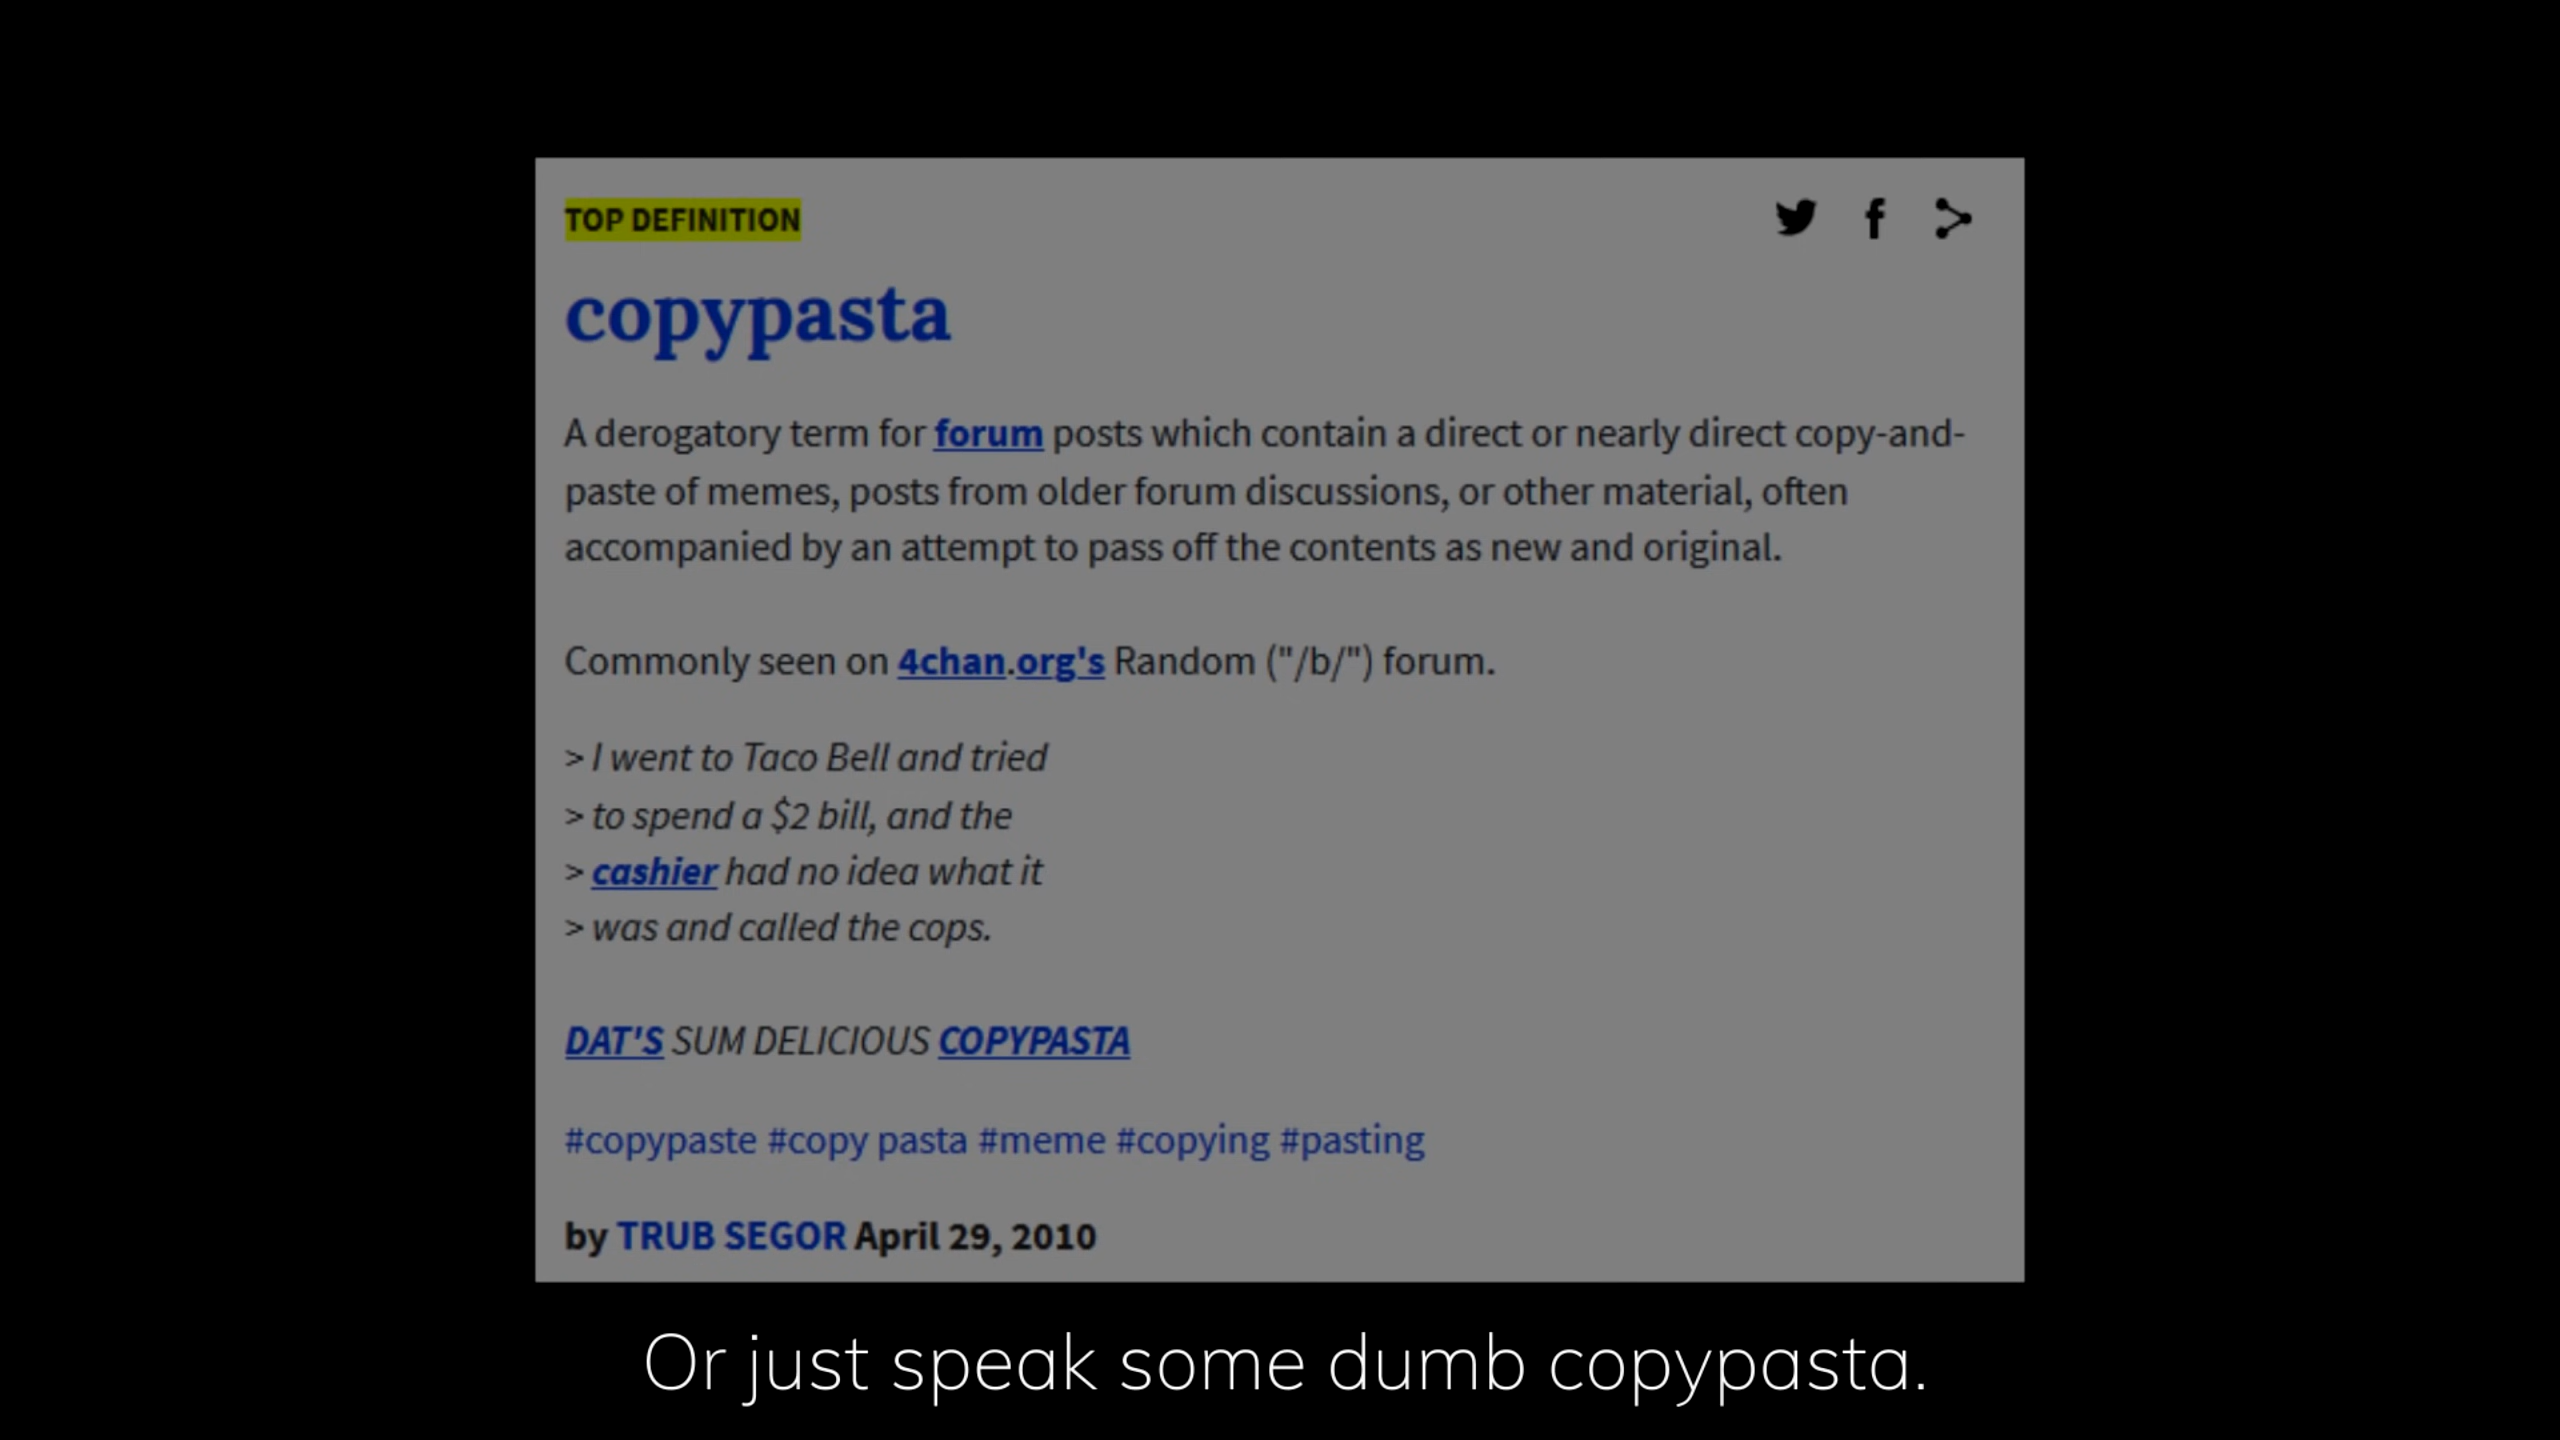 TOP DEFINITION
copypasta
A derogatory term for forum posts which contain a direct or nearly direct copy-and-
paste of memes, posts from older forum discussions, or other material, often
accompanied by an attempt to pass off the contents as new and original.
Commonly seen on 4chan.org's Random ("/b/") forum.
> I went to Taco Bell and tried
> to spend a $2 bill, and the
> cashier had no idea what it
> was and called the cops.
DAT'S SUM DELICIOUS COPYPASTA
#copypaste #copy pasta #meme #copying #pasting
by TRUB SEGOR April 29, 2010
Or just speak some dumb copypasta.